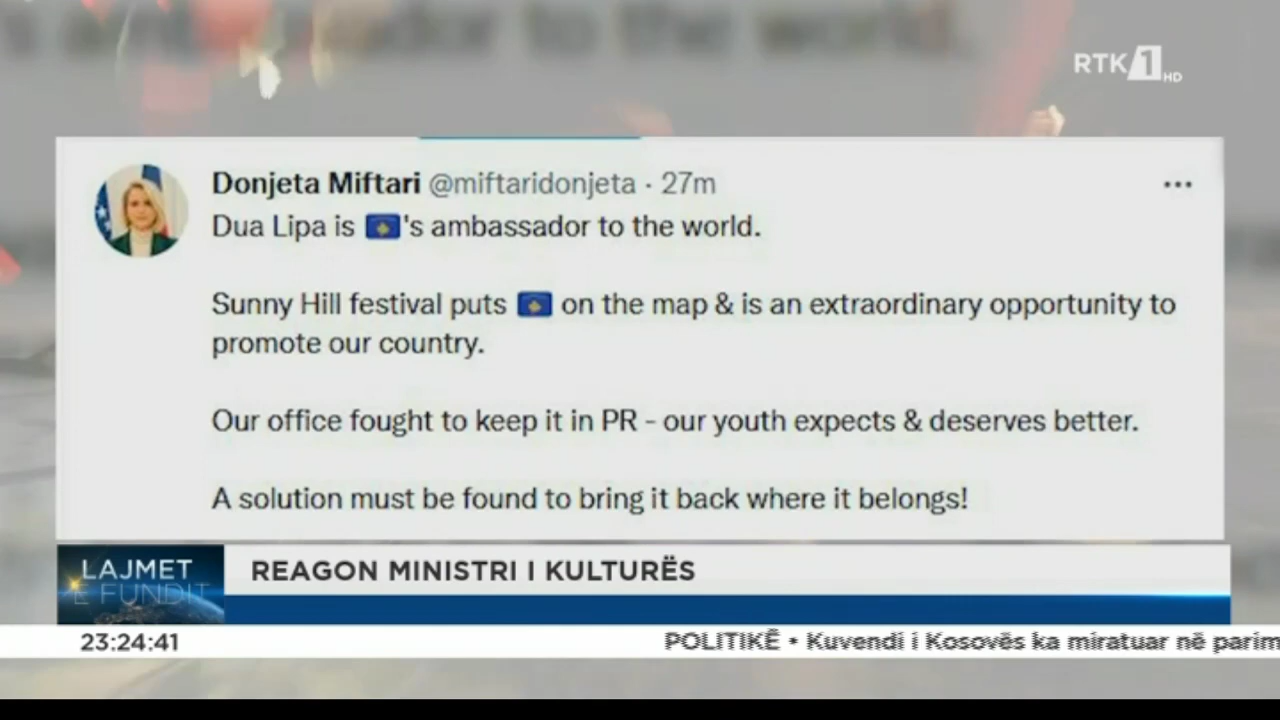 RTK 1 HD
Donjeta Miftari @miftaridonjeta · 27m
Dua Lipa is 🇽🇰's ambassador to the world.
Sunny Hill festival puts 🇽🇰 on the map & is an extraordinary opportunity to
promote our country.
Our office fought to keep it in PR - our youth expects & deserves better.
A solution must be found to bring it back where it belongs!
LAJMET
E FUNDIT
REAGON MINISTRI I KULTURËS
23:24:41
POLITIKË • Kuvendi i Kosovës ka miratuar në parim